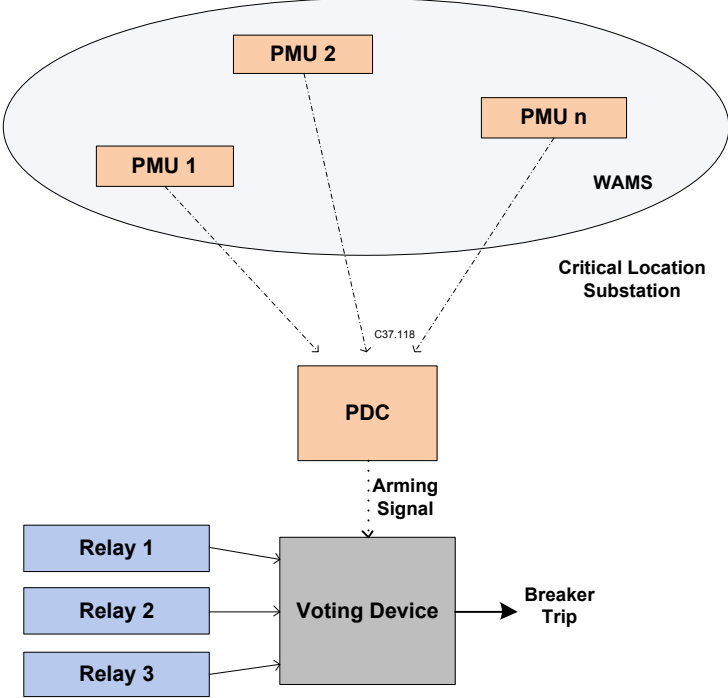 PMU 2
PMU n
PMU 1
WAMS
Critical Location
Substation
C37.118
PDC
Arming
Signal
Relay 1
Relay 2
Relay 3
Voting Device
Breaker
Trip